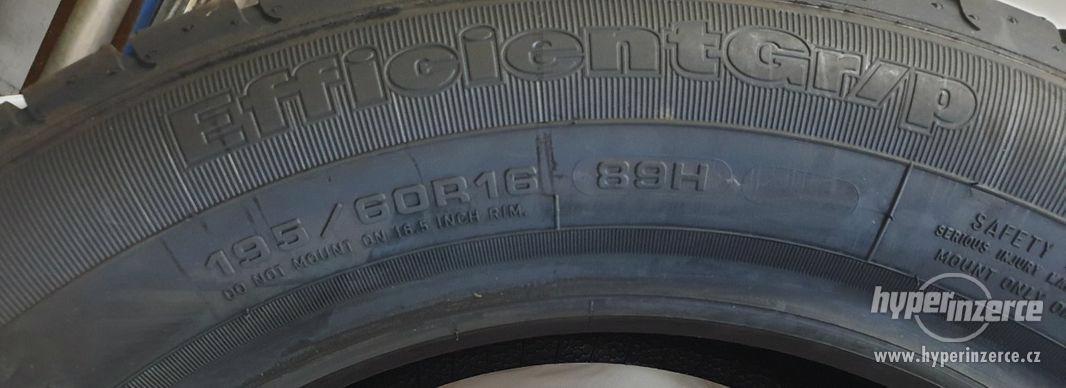 EfficientGrip
195/60R16 89H
DO NOT MOUNT ON 16.5 INCH RIM.
SAFETY
SERIOUS INJURY
MOUNT ONLY
hyperinzerce
www.hyperinzerce.cz